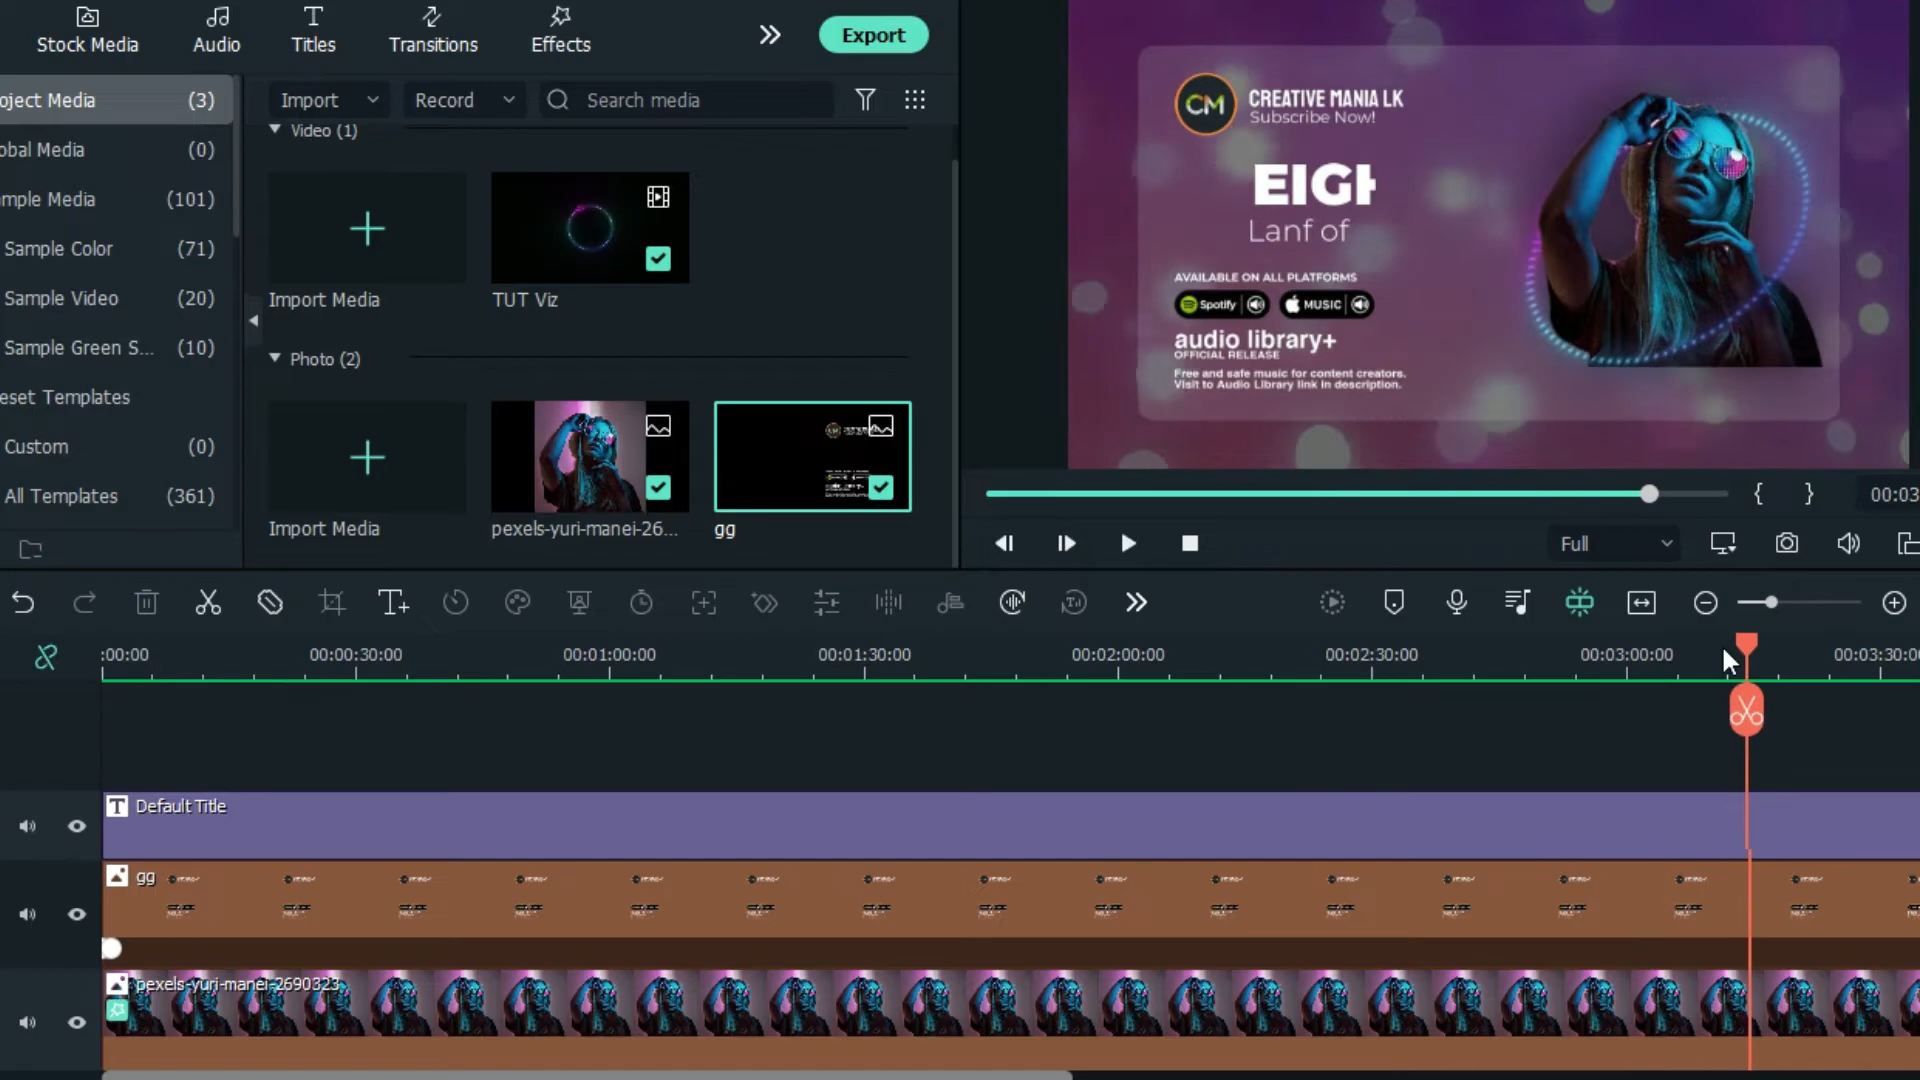 Stock Media
Audio
Titles
Transitions
Effects
Export
oject Media (3)
obal Media (0)
mple Media (101)
Sample Color (71)
Sample Video (20)
Sample Green S... (10)
eset Templates
Custom (0)
All Templates (361)
Import
Record
Search media
Video (1)
Import Media
TUT Viz
Photo (2)
Import Media
pexels-yuri-manei-26...
gg
CM
CREATIVE MANIA LK
Subscribe Now!
EIGH
Lanf of
AVAILABLE ON ALL PLATFORMS
Spotify
MUSIC
audio library+
OFFICIAL RELEASE
Free and safe music for content creators.
Visit to Audio Library link in description.
00:03
Full
:00:00
00:00:30:00
00:01:00:00
00:01:30:00
00:02:00:00
00:02:30:00
00:03:00:00
00:03:30:00
Default Title
gg
pexels-yuri-manei-2690323